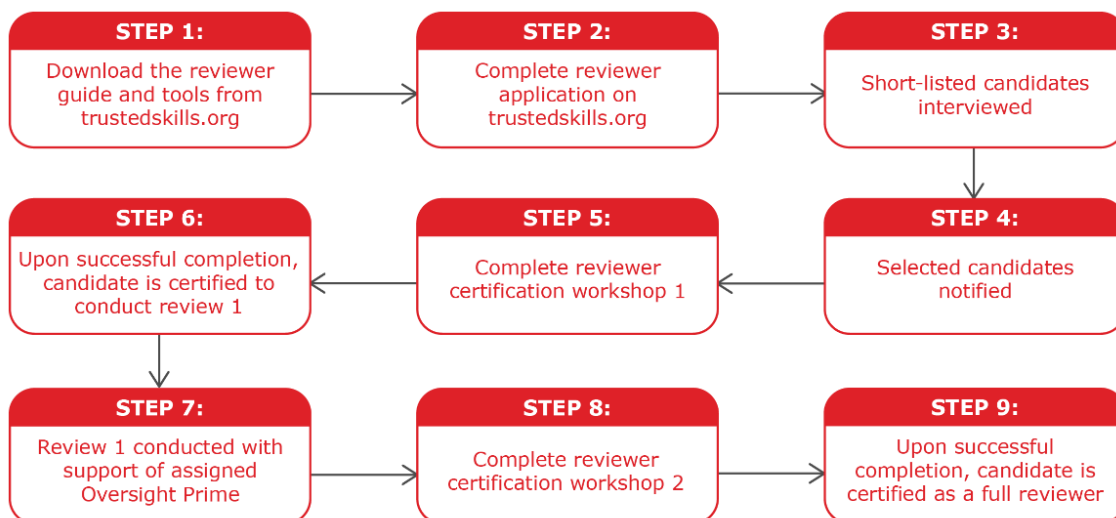 STEP 1:
Download the reviewer
guide and tools from
trustedskills.org
STEP 2:
Complete reviewer
application on
trustedskills.org
STEP 3:
Short-listed candidates
interviewed
STEP 4:
Selected candidates
notified
STEP 5:
Complete reviewer
certification workshop 1
STEP 6:
Upon successful completion,
candidate is certified to
conduct review 1
STEP 7:
Review 1 conducted with
support of assigned
Oversight Prime
STEP 8:
Complete reviewer
certification workshop 2
STEP 9:
Upon successful
completion, candidate is
certified as a full reviewer